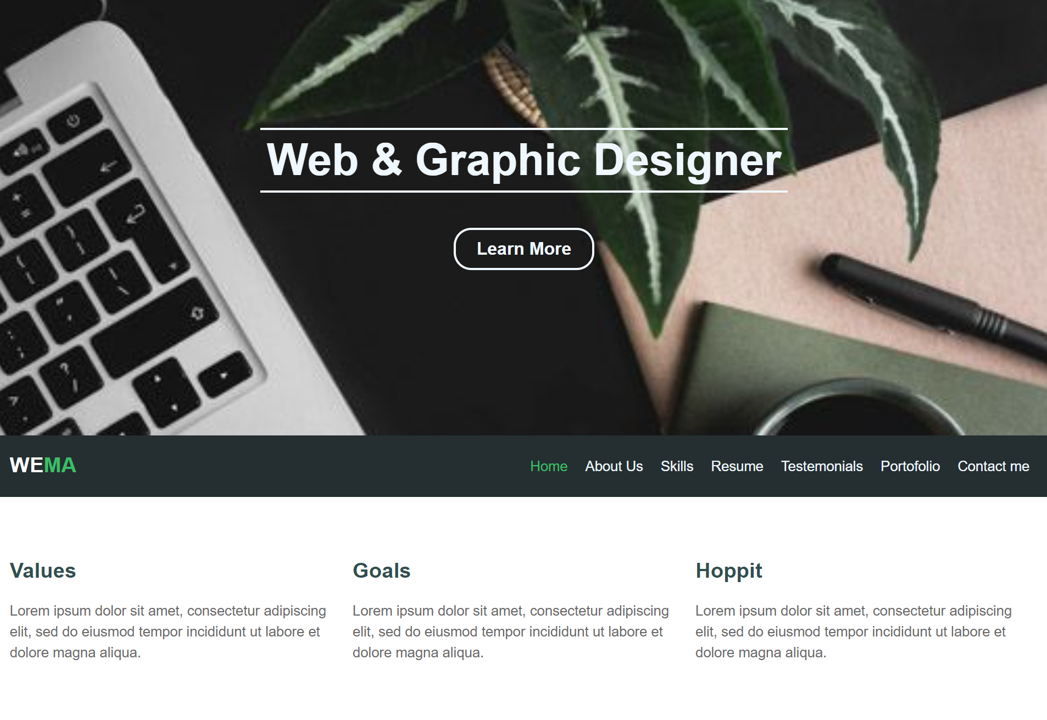 Web & Graphic Designer
Learn More
WEMA
Home About Us Skills Resume Testemonials Portofolio Contact me
Values
Lorem ipsum dolor sit amet, consectetur adipiscing
elit, sed do eiusmod tempor incididunt ut labore et
dolore magna aliqua.
Goals
Lorem ipsum dolor sit amet, consectetur adipiscing
elit, sed do eiusmod tempor incididunt ut labore et
dolore magna aliqua.
Hoppit
Lorem ipsum dolor sit amet, consectetur adipiscing
elit, sed do eiusmod tempor incididunt ut labore et
dolore magna aliqua.